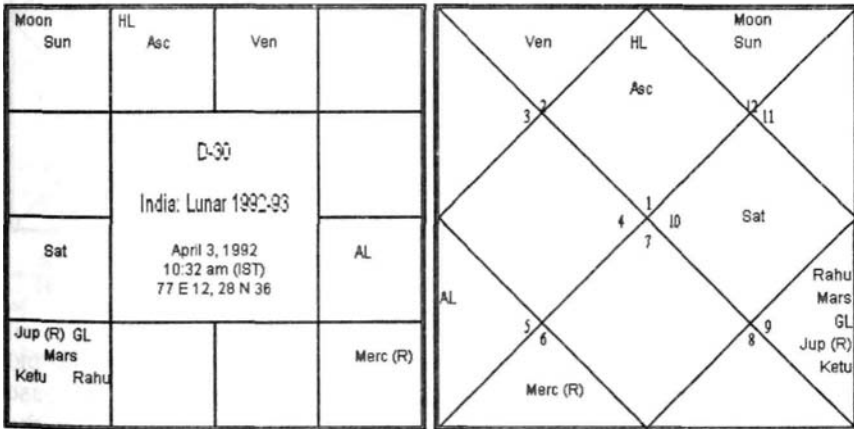 Moon
Sun
HL
Asc
Ven
D-30
India: Lunar 1992-93
April 3, 1992
10:32 am (IST)
77 E 12, 28 N 36
Sat
AL
Jup (R) GL
Mars
Ketu Rahu
Merc (R)
Ven
HL
Asc
Moon
Sun
2
3
12
11
1
4
10
7
Sat
AL
Rahu
Mars
GL
Jup (R)
Ketu
5
6
9
8
Merc (R)